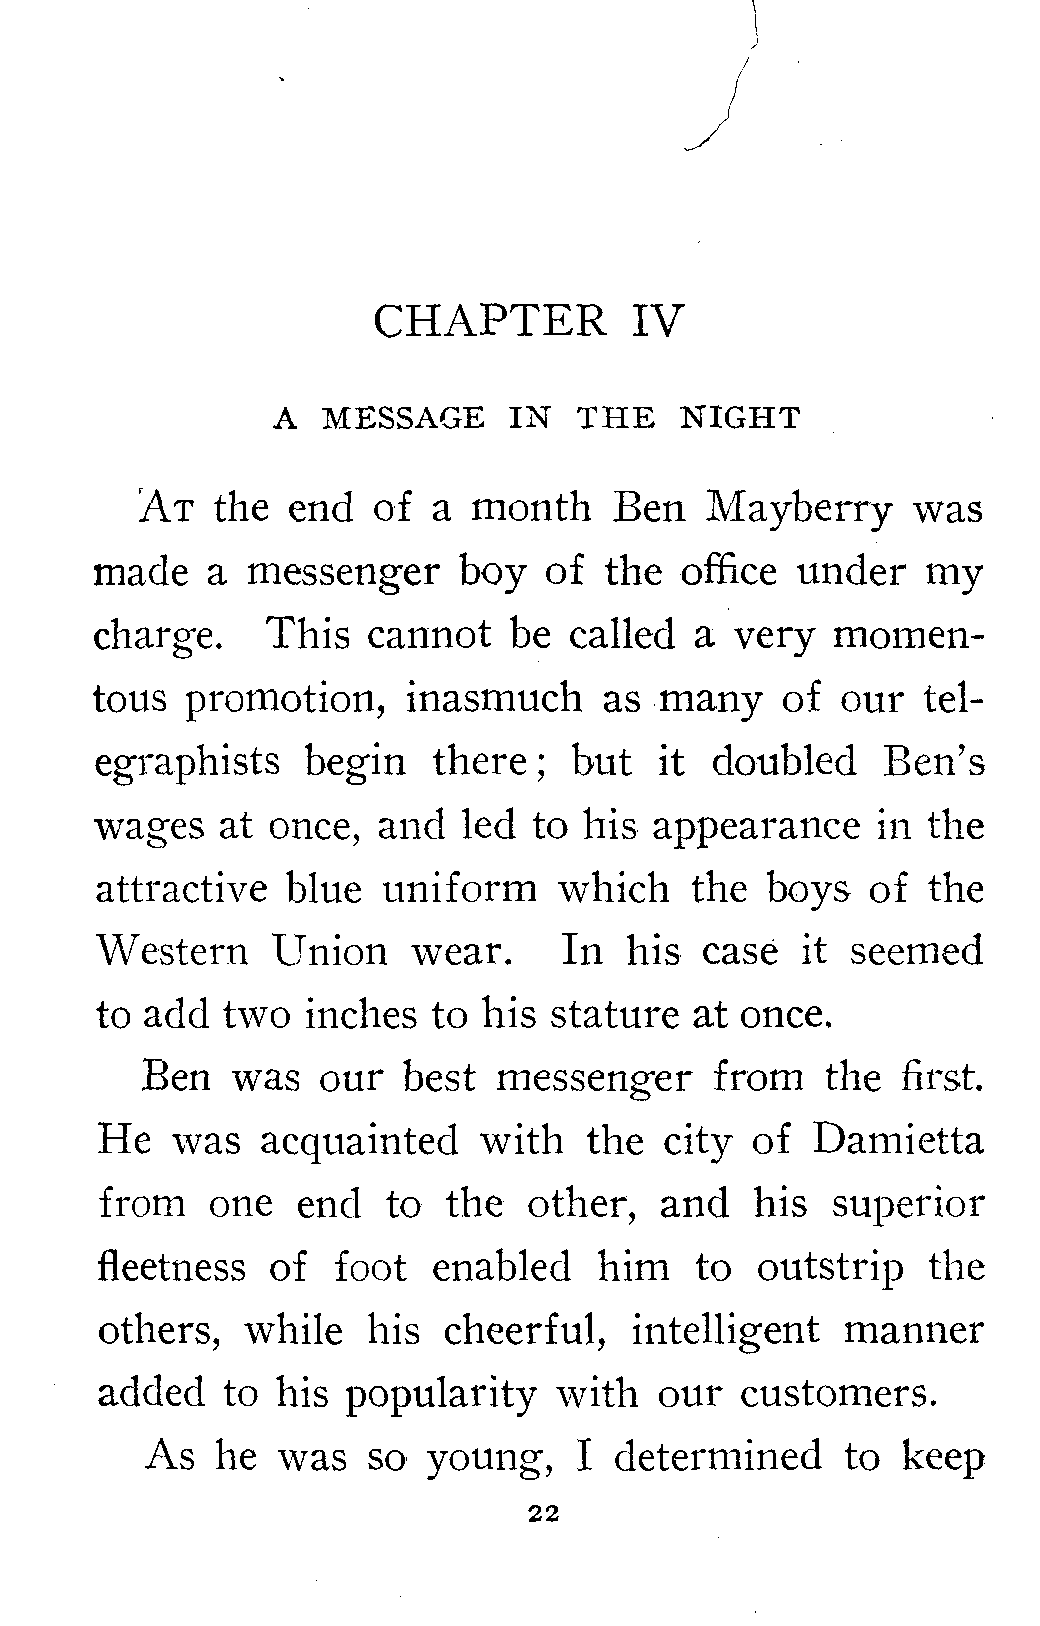 CHAPTER IV
A MESSAGE IN THE NIGHT
AT the end of a month Ben Mayberry was
made a messenger boy of the office under my
charge. This cannot be called a very momen-
tous promotion, inasmuch as many of our tel-
egraphists begin there; but it doubled Ben's
wages at once, and led to his appearance in the
attractive blue uniform which the boys of the
Western Union wear. In his case it seemed
to add two inches to his stature at once.
Ben was our best messenger from the first.
He was acquainted with the city of Damietta
from one end to the other, and his superior
fleetness of foot enabled him to outstrip the
others, while his cheerful, intelligent manner
added to his popularity with our customers.
As he was so young, I determined to keep
22